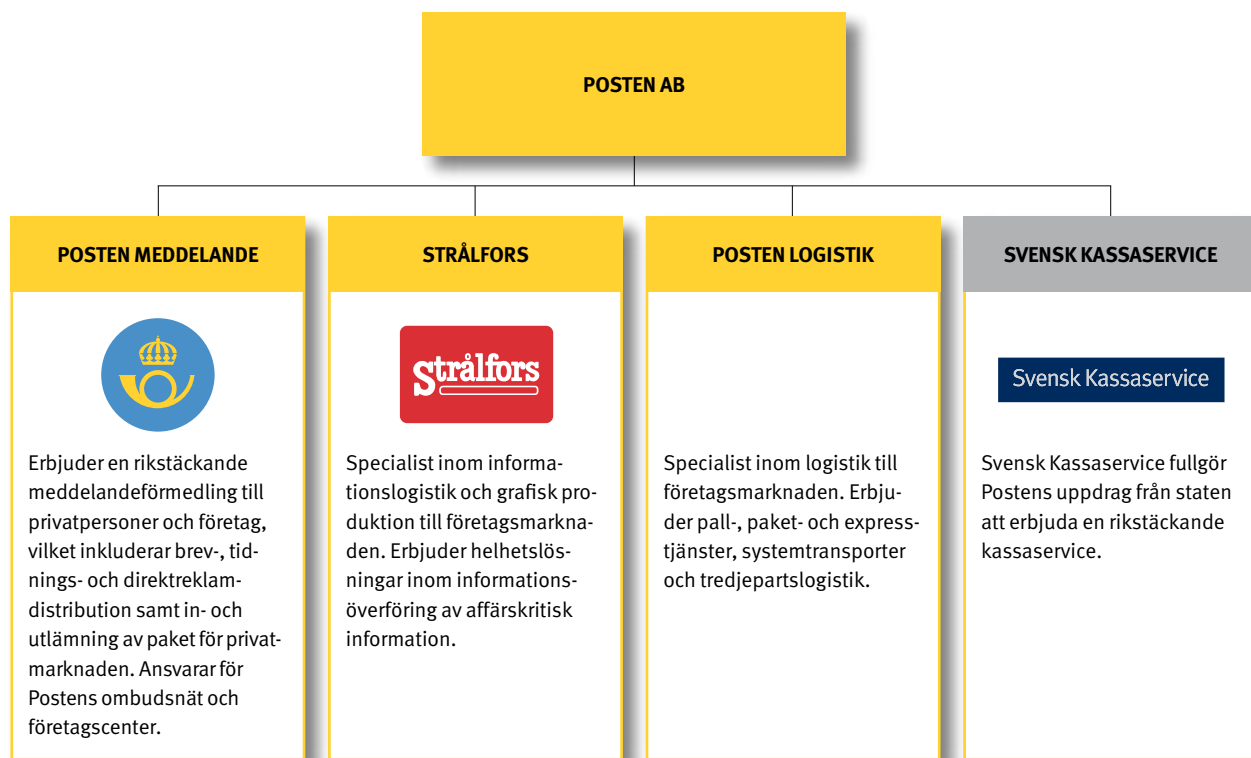 POSTEN AB
POSTEN MEDDELANDE
Erbjuder en rikstäckande
meddelandeförmedling till
privatpersoner och företag,
vilket inkluderar brev-, tid-
nings- och direktreklam-
distribution samt in- och
utlämning av paket för privat-
marknaden. Ansvarar för
Postens ombudsnät och
företagscenter.
STRÅLFORS
Strålfors
Specialist inom informa-
tionslogistik och grafisk pro-
duktion till företagsmarkna-
den. Erbjuder helhetslös-
ningar inom informations-
överföring av affärskritisk
information.
POSTEN LOGISTIK
Specialist inom logistik till
företagsmarknaden. Erbju-
der pall-, paket- och express-
tjänster, systemtransporter
och tredjepartslogistik.
SVENSK KASSASERVICE
Svensk Kassaservice
Svensk Kassaservice fullgör
Postens uppdrag från staten
att erbjuda en rikstäckande
kassaservice.